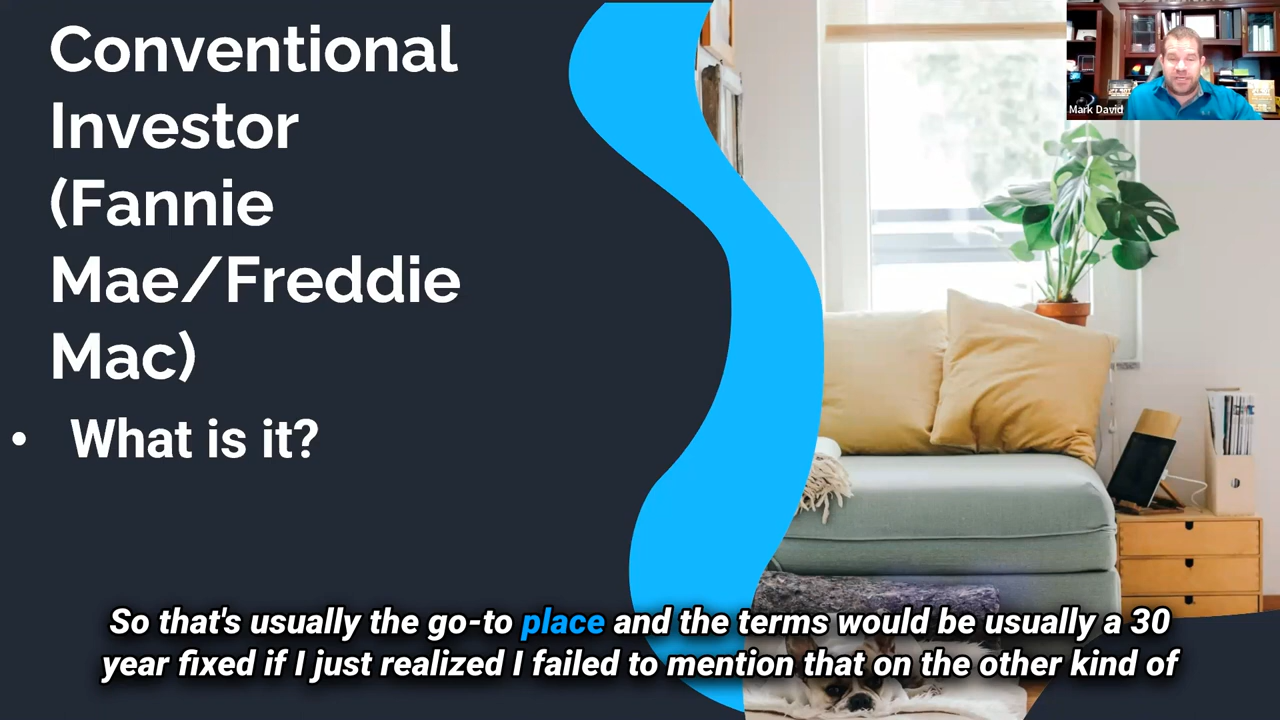 Conventional
Investor
(Fannie
Mae/Freddie
Mac)
• What is it?
Mark David
So that's usually the go-to place and the terms would be usually a 30
year fixed if I just realized I failed to mention that on the other kind of